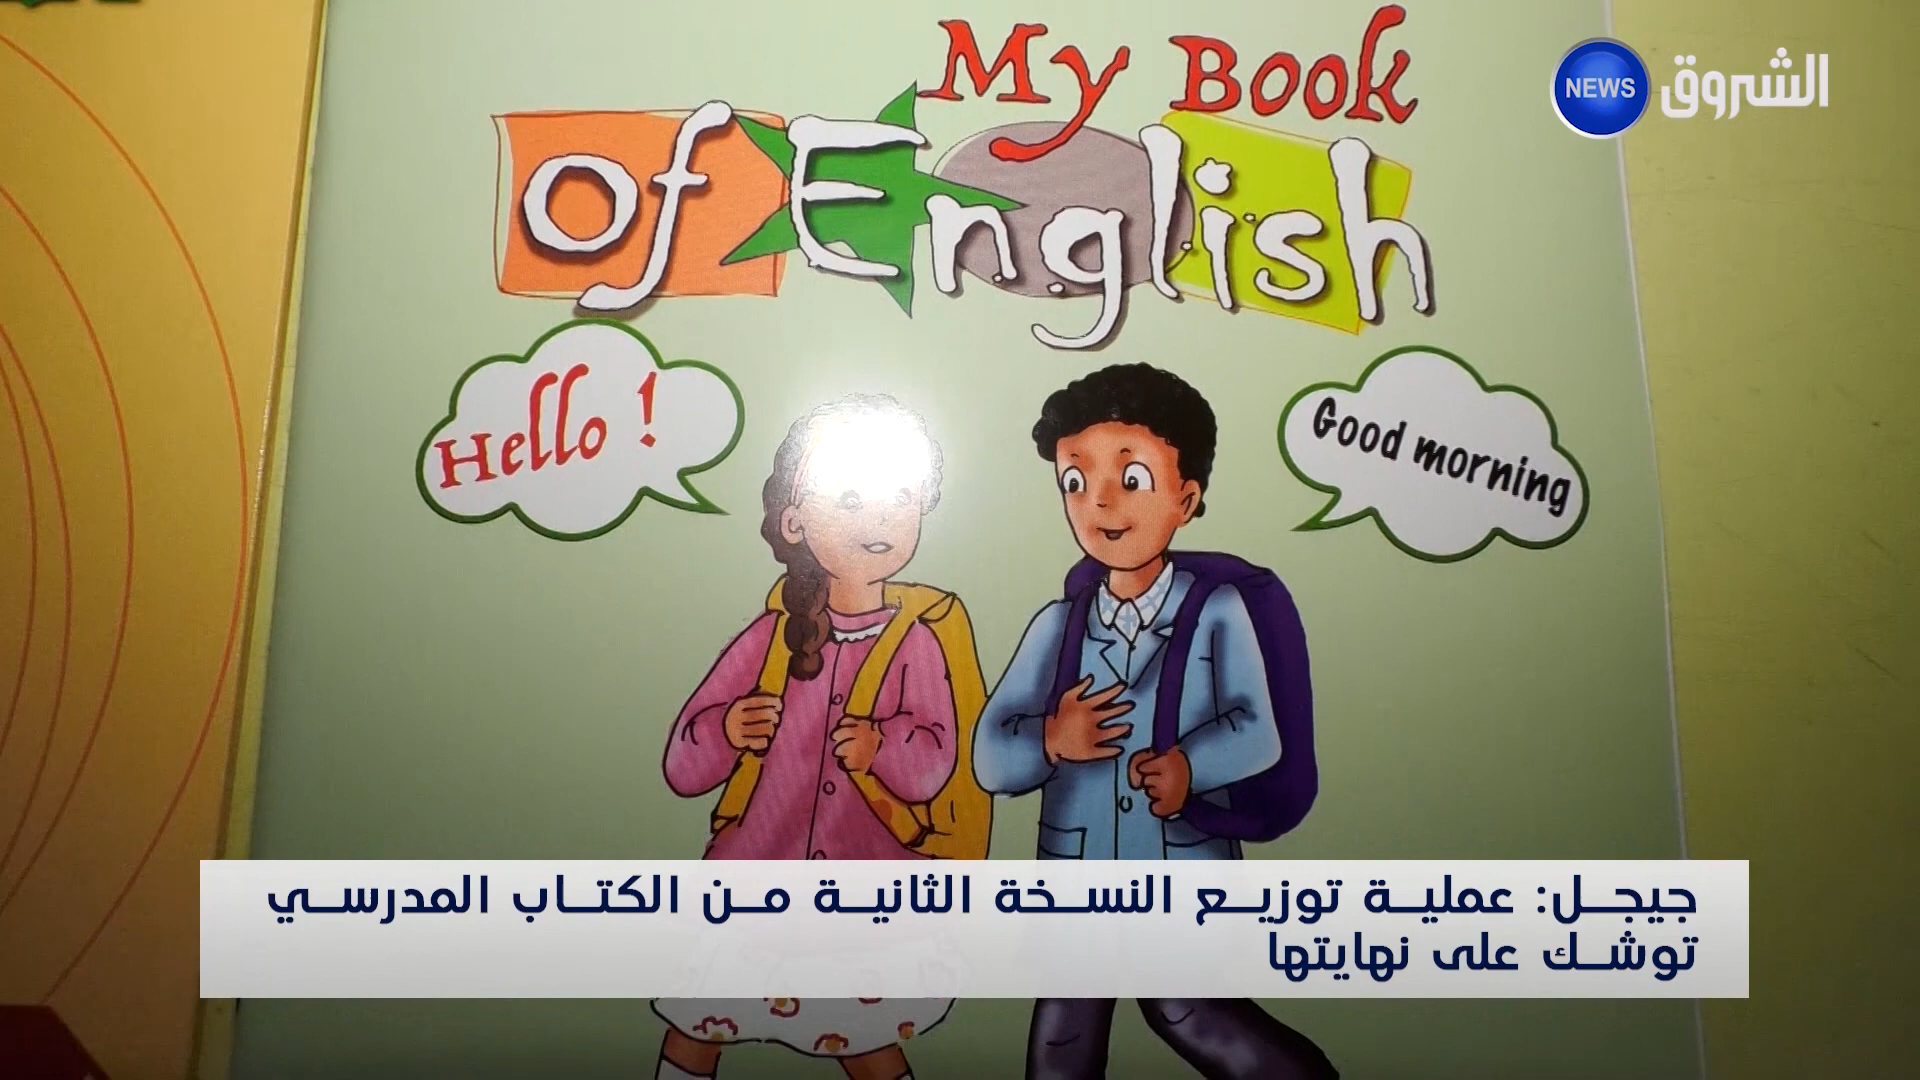 My Book
of English
NEWS الشروق
Hello !
Good morning
جيجل: عملية توزيع النسخة الثانية من الكتاب المدرسي
توشك على نهايتها